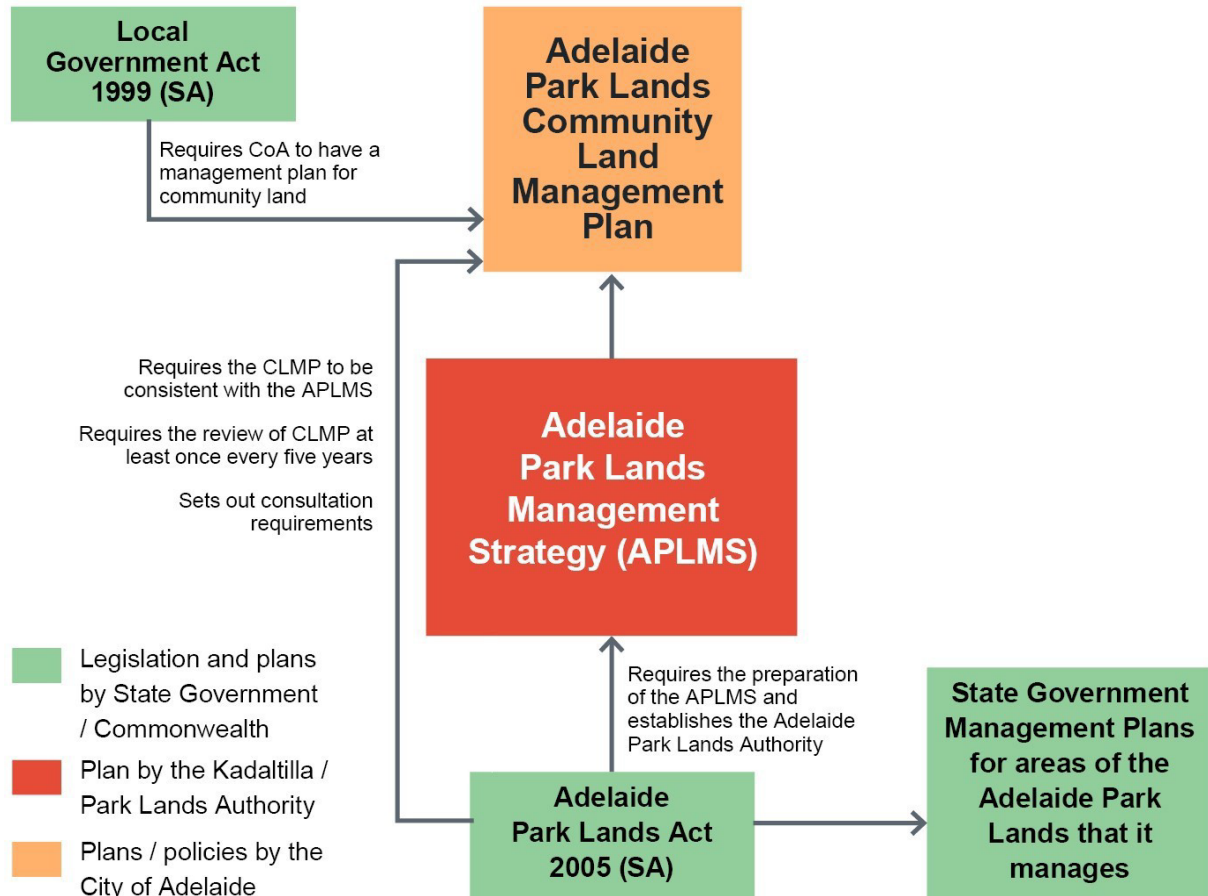 Local
Government Act
1999 (SA)
Adelaide
Park Lands
Community
Land
Management
Plan
Requires CoA to have a
management plan for
community land
Requires the CLMP to be
consistent with the APLMS
Requires the review of CLMP at
least once every five years
Sets out consultation
requirements
Adelaide
Park Lands
Management
Strategy (APLMS)
Requires the preparation
of the APLMS and
establishes the Adelaide
Park Lands Authority
Adelaide
Park Lands Act
2005 (SA)
State Government
Management Plans
for areas of the
Adelaide Park
Lands that it
manages
Legislation and plans
by State Government
/ Commonwealth
Plan by the Kadaltilla /
Park Lands Authority
Plans / policies by the
City of Adelaide